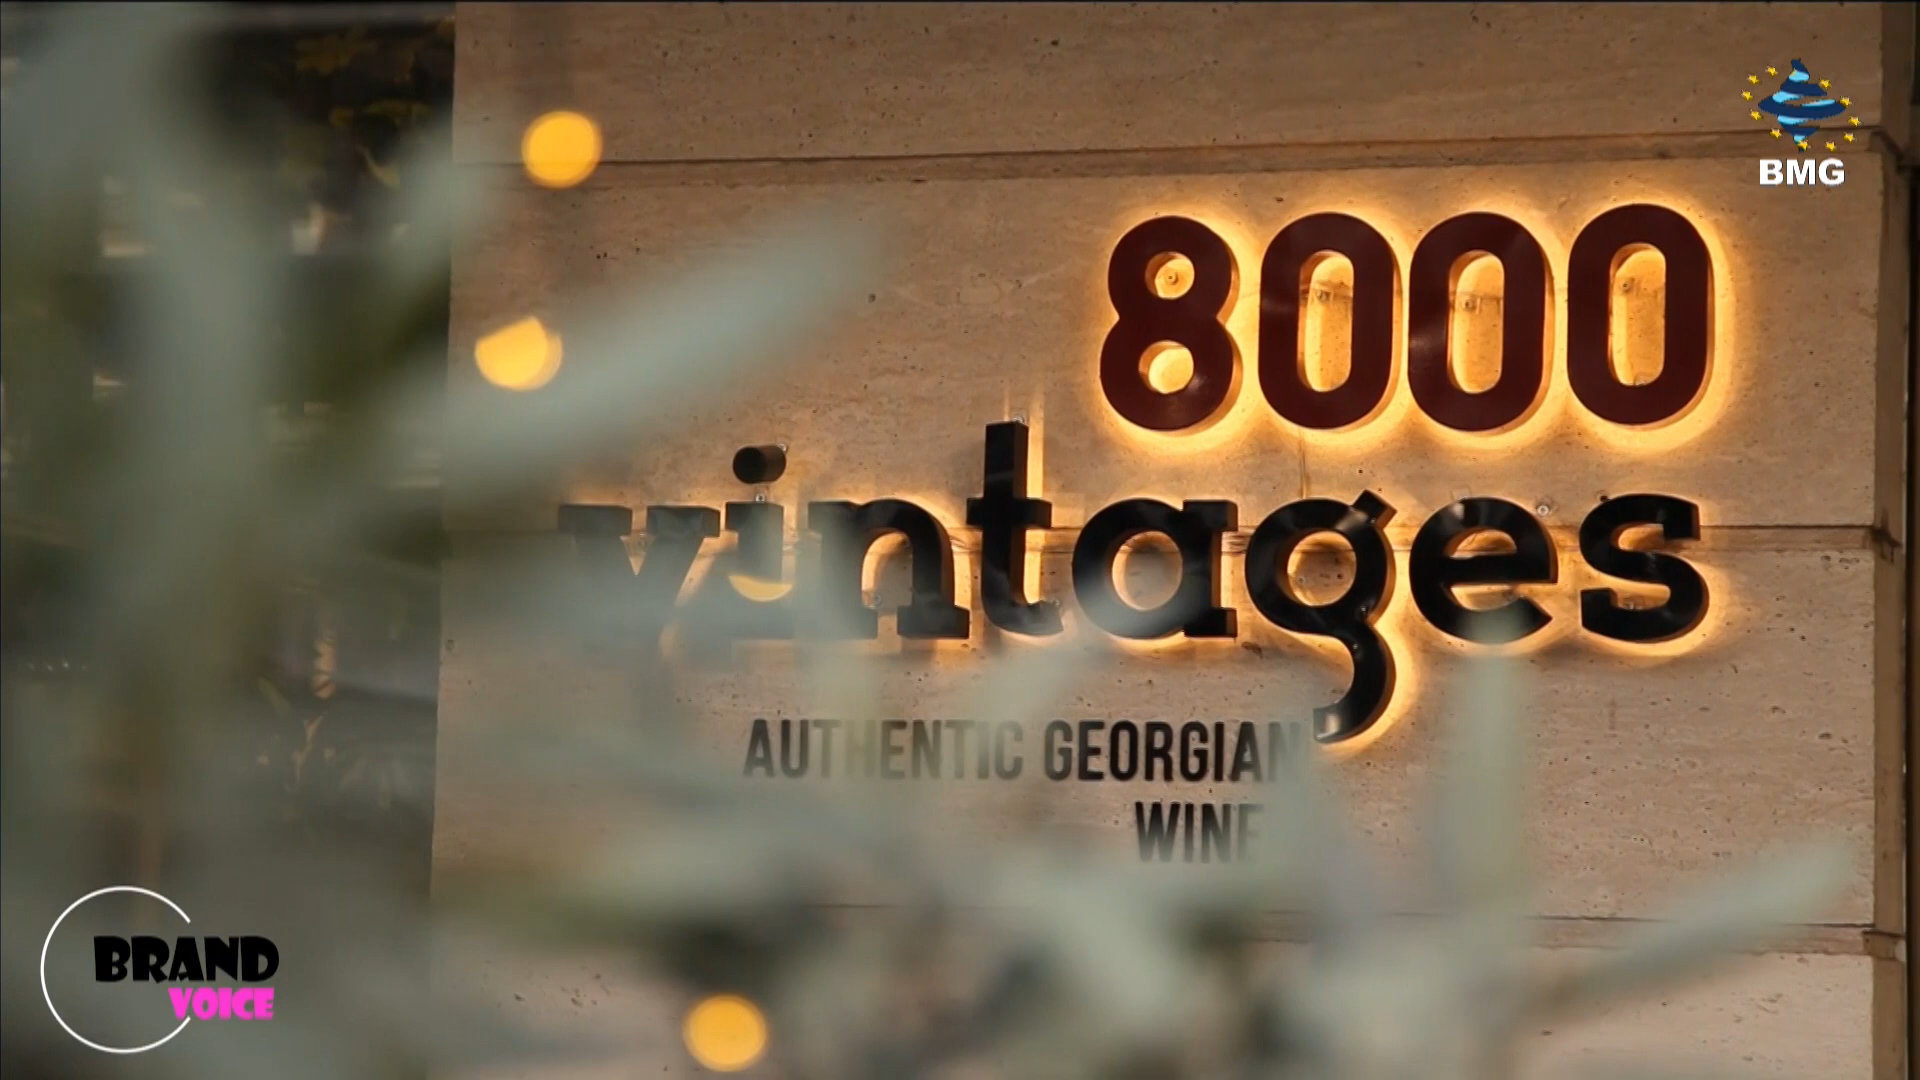 BMG
8000
vintages
AUTHENTIC GEORGIAN
WINE
BRAND
VOICE